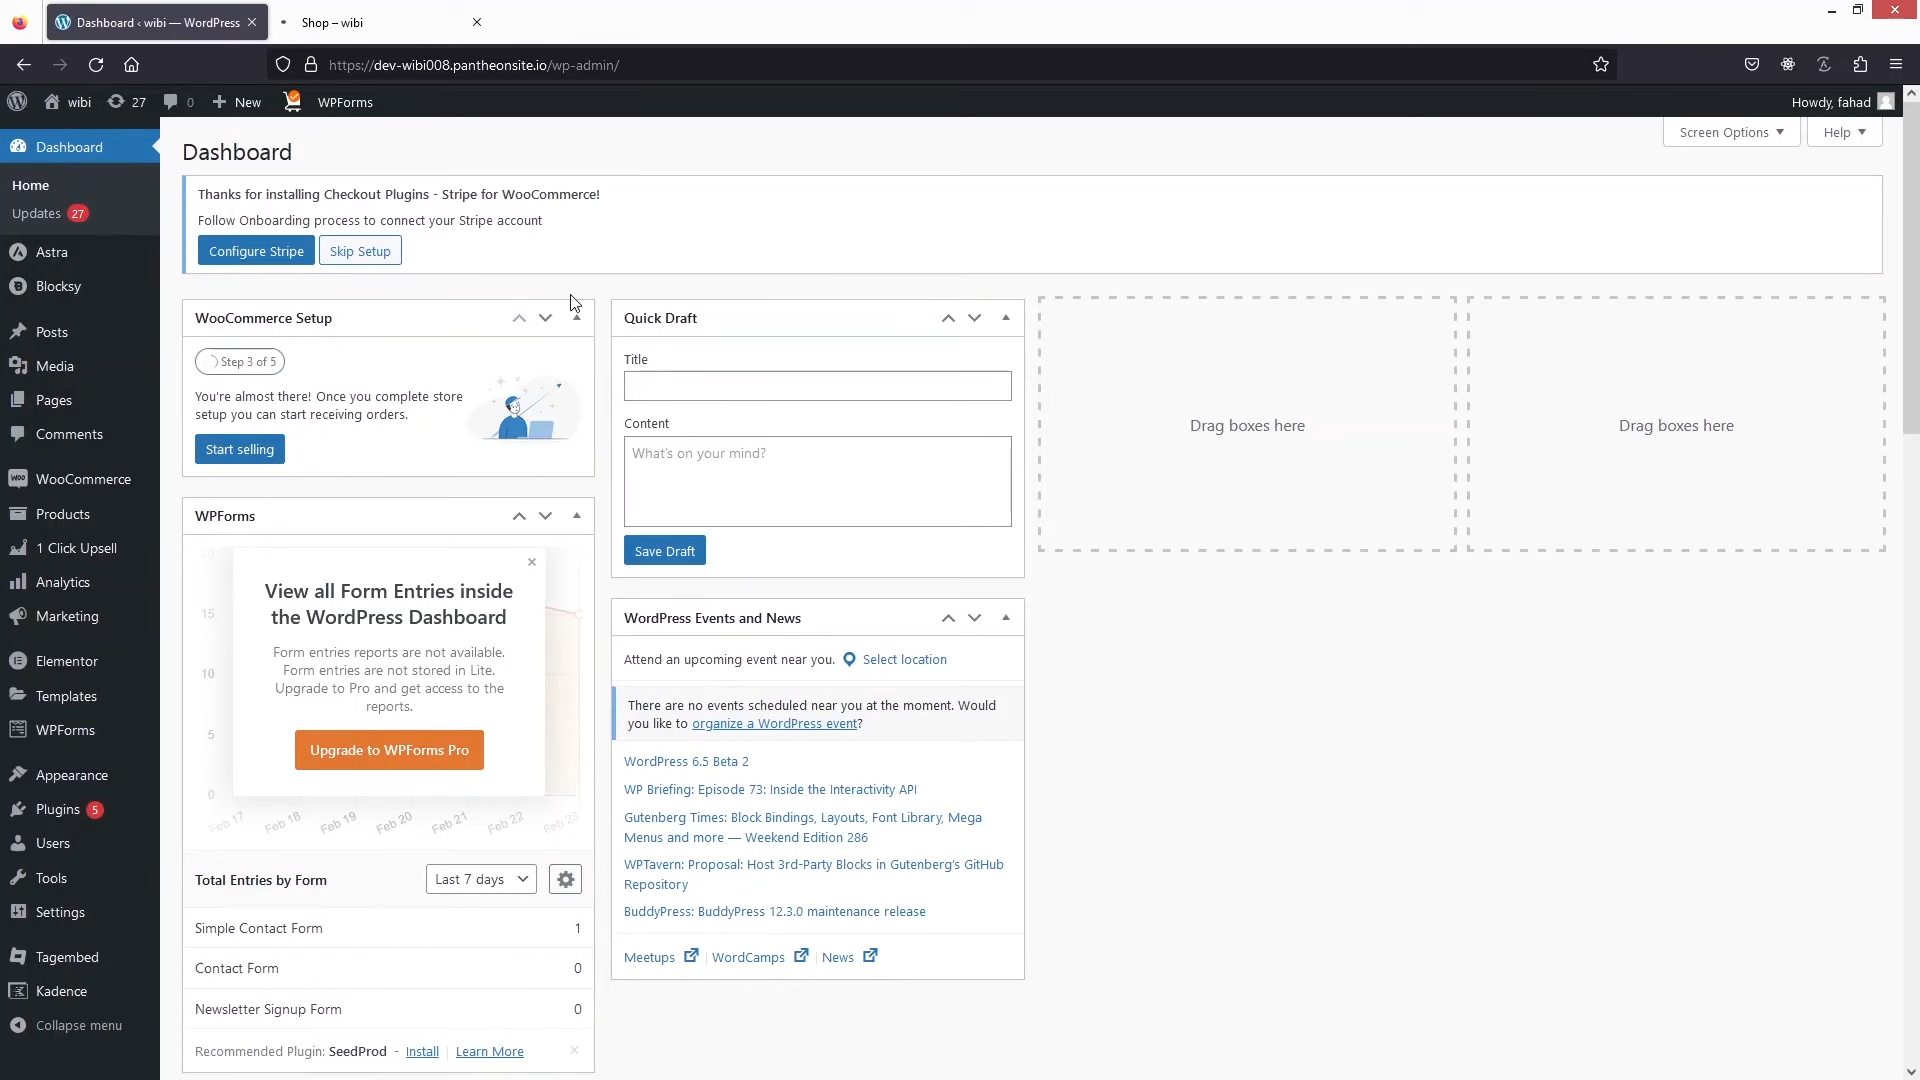 Dashboard ‹ wibi — WordPress
Shop – wibi
https://dev-wibi008.pantheonsite.io/wp-admin/
wibi
27
0
New
WPForms
Howdy, fahad
Dashboard
Home
Updates 27
Astra
Blocksy
Posts
Media
Pages
Comments
WooCommerce
Products
1 Click Upsell
Analytics
Marketing
Elementor
Templates
WPForms
Appearance
Plugins 5
Users
Tools
Settings
Tagembed
Kadence
Collapse menu
Screen Options
Help
Dashboard
Thanks for installing Checkout Plugins - Stripe for WooCommerce!
Follow Onboarding process to connect your Stripe account
Configure Stripe
Skip Setup
WooCommerce Setup
Step 3 of 5
You're almost there! Once you complete store
setup you can start receiving orders.
Start selling
WPForms
15
10
5
0
View all Form Entries inside
the WordPress Dashboard
Form entries reports are not available.
Form entries are not stored in Lite.
Upgrade to Pro and get access to the
reports.
Upgrade to WPForms Pro
Feb 17
Feb 18
Feb 19
Feb 20
Feb 21
Feb 22
Feb 23
Total Entries by Form
Last 7 days
Simple Contact Form 1
Contact Form 0
Newsletter Signup Form 0
Recommended Plugin: SeedProd - Install | Learn More
Quick Draft
Title
Content
What's on your mind?
Save Draft
WordPress Events and News
Attend an upcoming event near you. Select location
There are no events scheduled near you at the moment. Would
you like to organize a WordPress event?
WordPress 6.5 Beta 2
WP Briefing: Episode 73: Inside the Interactivity API
Gutenberg Times: Block Bindings, Layouts, Font Library, Mega
Menus and more — Weekend Edition 286
WPTavern: Proposal: Host 3rd-Party Blocks in Gutenberg's GitHub
Repository
BuddyPress: BuddyPress 12.3.0 maintenance release
Meetups | WordCamps | News
Drag boxes here
Drag boxes here